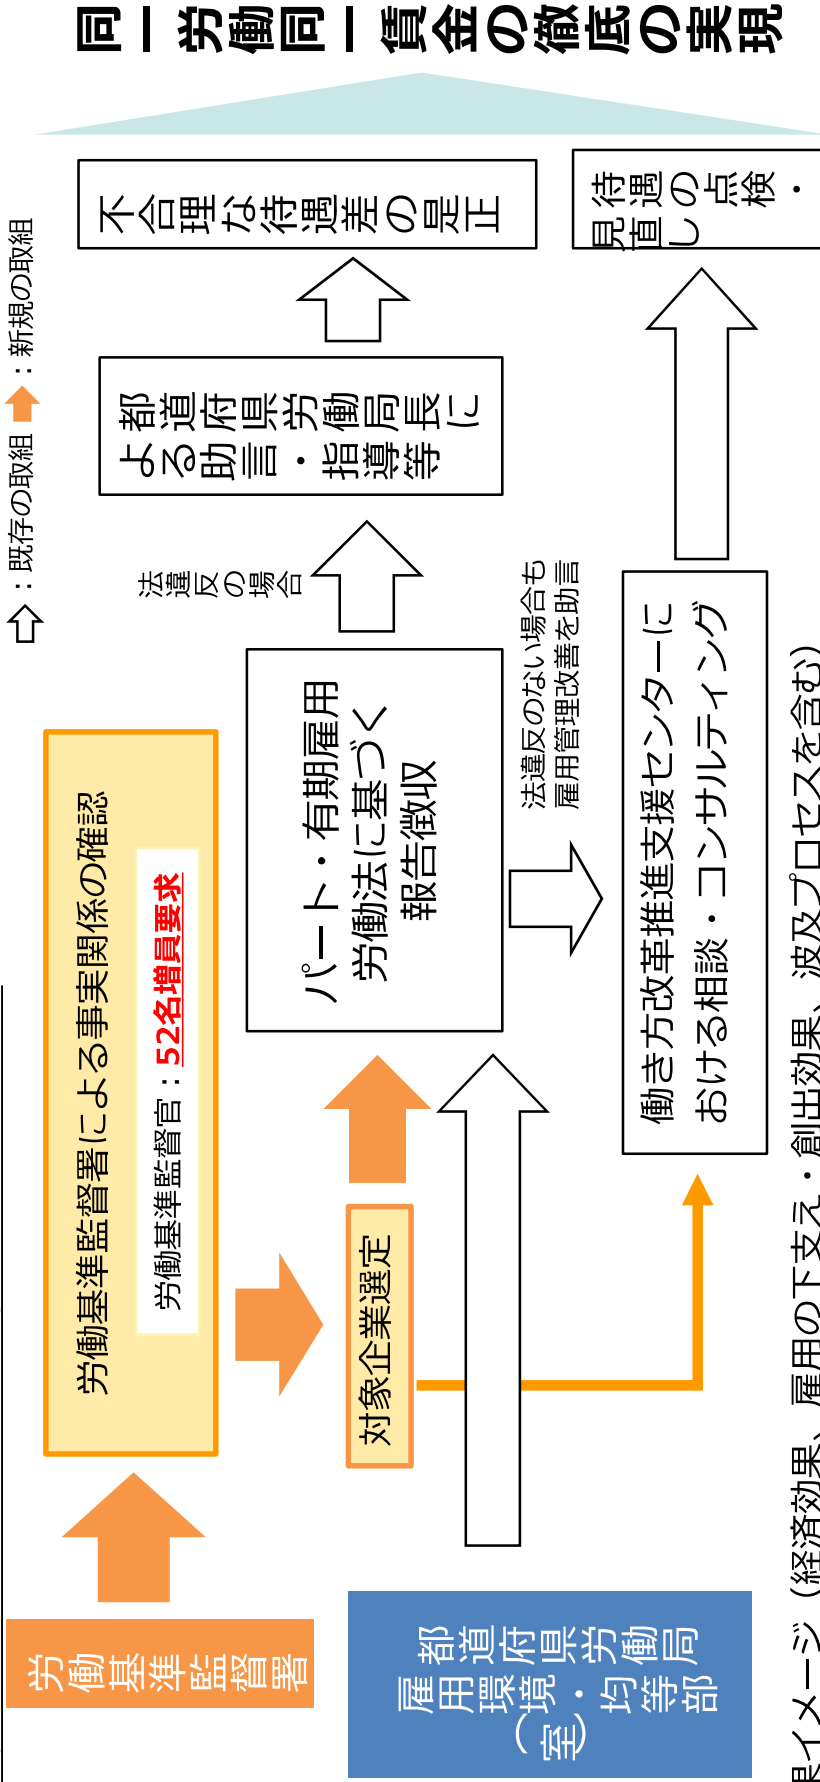 ：既存の取組
：新規の取組
労働基準監督署
労働基準監督署による事実関係の確認
労働基準監督官：52名増員要求
対象企業選定
都道府県労働局
雇用環境・均等部
（室）
パート・有期雇用
労働法に基づく
報告徴収
法違反の場合
都道府県労働局長に
よる助言・指導等
不合理な待遇差の是正
法違反のない場合も
雇用管理改善を助言
働き方改革推進支援センターに
おける相談・コンサルティング
待遇の点検・
見直し
同一労働同一賃金の徹底の実現
果イメージ（経済効果、雇用の下支え・創出効果、波及プロセスを含む）